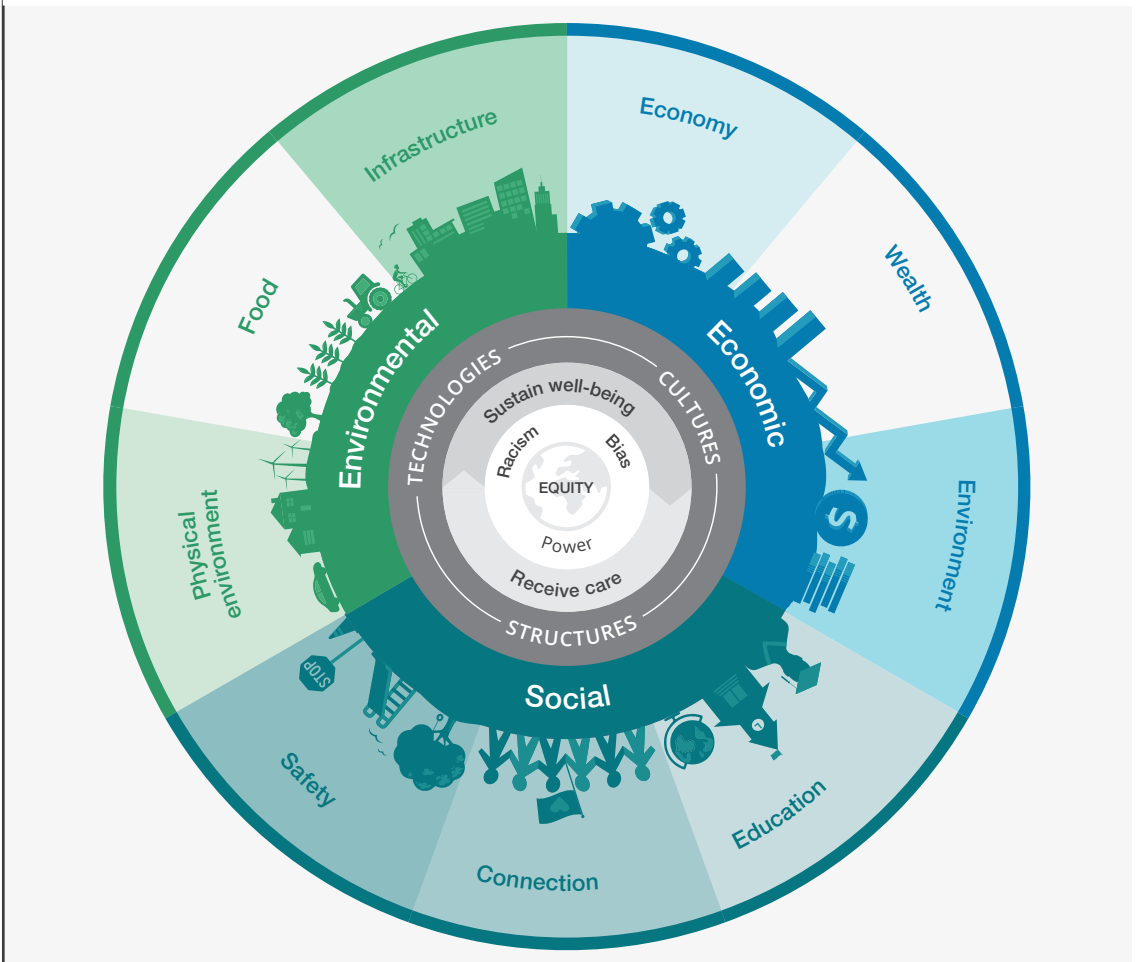 Infrastructure
Economy
Wealth
Environment
Education
Connection
Safety
Physical
environment
Food
Environmental
Economic
Social
TECHNOLOGIES
CULTURES
STRUCTURES
Sustain well-being
Receive care
Racism
Bias
EQUITY
Power
STOP
$